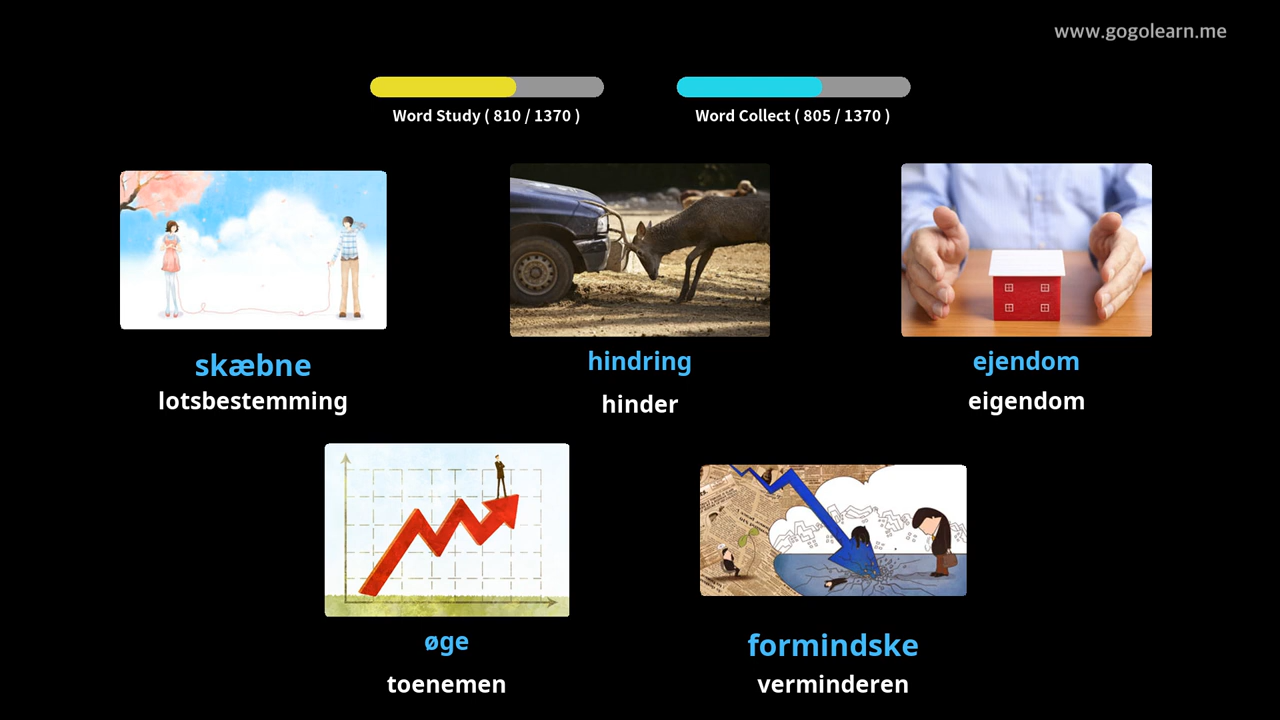 www.gogolearn.me
Word Study ( 810 / 1370 )
Word Collect ( 805 / 1370 )
skæbne
lotsbestemming
hindring
hinder
ejendom
eigendom
øge
toenemen
formindske
verminderen